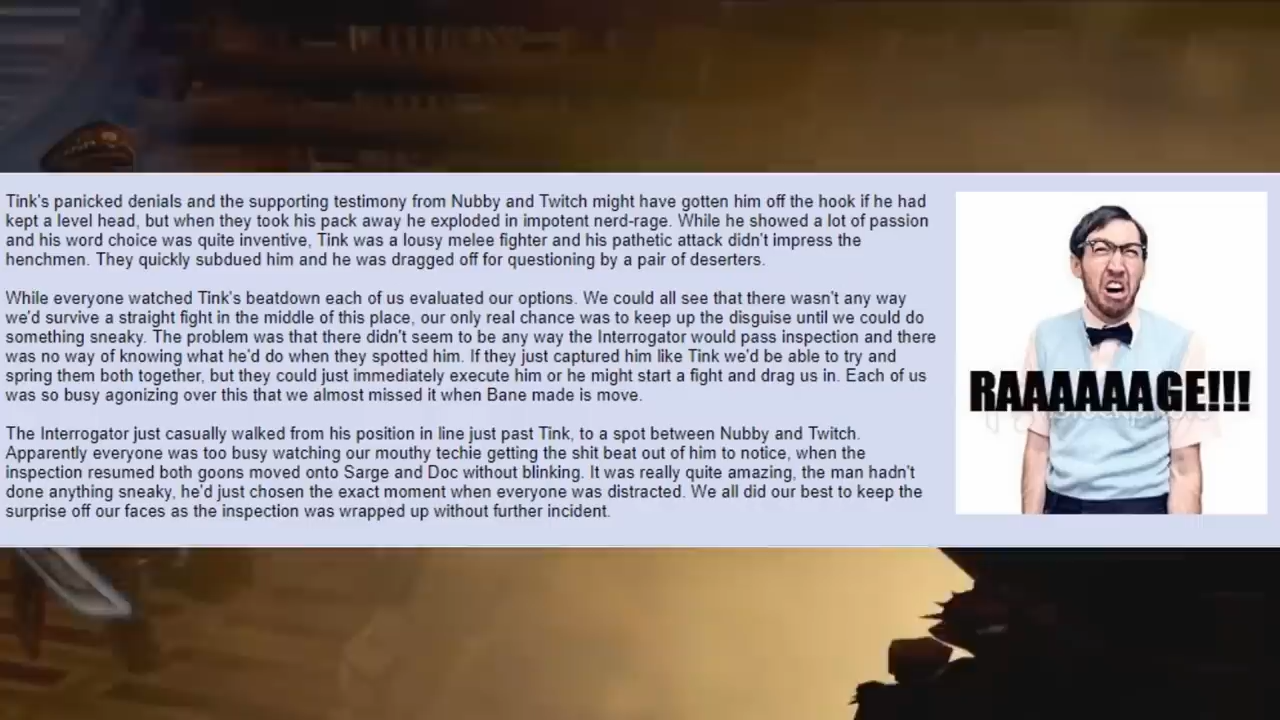 Tink's panicked denials and the supporting testimony from Nubby and Twitch might have gotten him off the hook if he had
kept a level head, but when they took his pack away he exploded in impotent nerd-rage. While he showed a lot of passion
and his word choice was quite inventive, Tink was a lousy melee fighter and his pathetic attack didn't impress the
henchmen. They quickly subdued him and he was dragged off for questioning by a pair of deserters.
While everyone watched Tink's beatdown each of us evaluated our options. We could all see that there wasn't any way
we'd survive a straight fight in the middle of this place, our only real chance was to keep up the disguise until we could do
something sneaky. The problem was that there didn't seem to be any way the Interrogator would pass inspection and there
was no way of knowing what he'd do when they spotted him. If they just captured him like Tink we'd be able to try and
spring them both together, but they could just immediately execute him or he might start a fight and drag us in. Each of us
was so busy agonizing over this that we almost missed it when Bane made is move.
The Interrogator just casually walked from his position in line just past Tink, to a spot between Nubby and Twitch.
Apparently everyone was too busy watching our mouthy techie getting the shit beat out of him to notice, when the
inspection resumed both goons moved onto Sarge and Doc without blinking. It was really quite amazing, the man hadn't
done anything sneaky, he'd just chosen the exact moment when everyone was distracted. We all did our best to keep the
surprise off our faces as the inspection was wrapped up without further incident.
RAAAAAAGE!!!